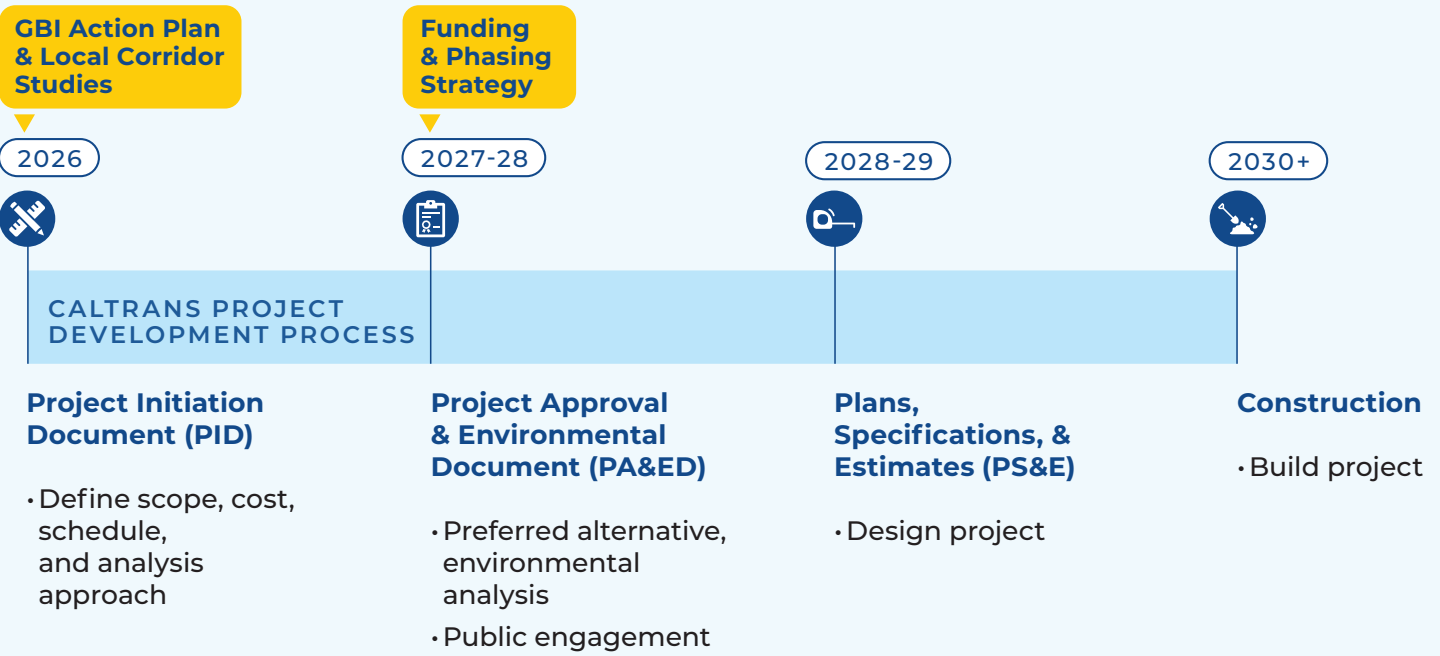 GBI Action Plan
& Local Corridor
Studies
Funding
& Phasing
Strategy
2026
2027-28
2028-29
2030+
CALTRANS PROJECT
DEVELOPMENT PROCESS
Project Initiation
Document (PID)
• Define scope, cost,
schedule,
and analysis
approach
Project Approval
& Environmental
Document (PA&ED)
• Preferred alternative,
environmental
analysis
• Public engagement
Plans,
Specifications, &
Estimates (PS&E)
• Design project
Construction
• Build project